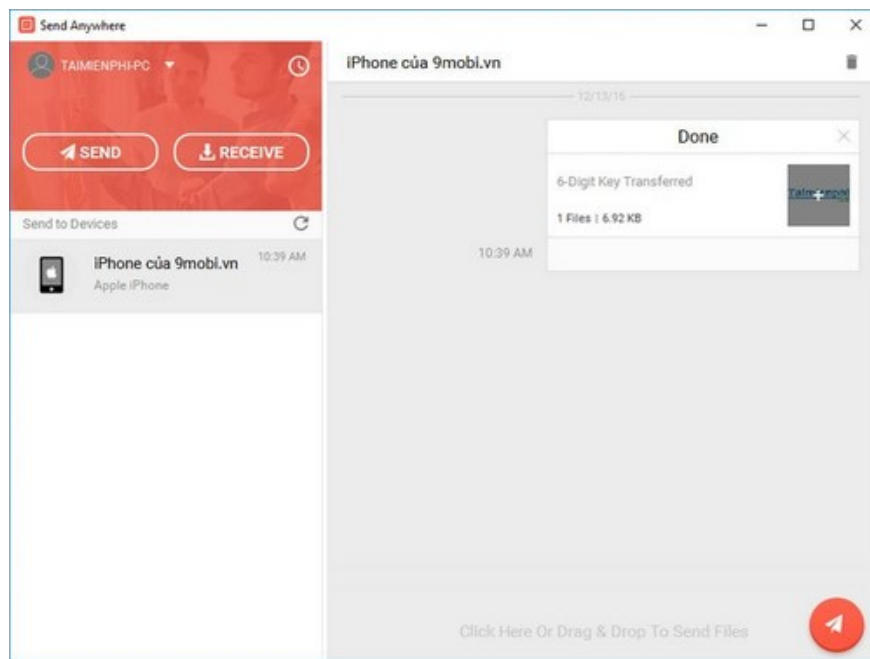 Send Anywhere
TAIMIENPHI-PC
SEND
RECEIVE
Send to Devices
iPhone của 9mobi.vn
10:39 AM
Apple iPhone
iPhone của 9mobi.vn
12/13/16
Done
6-Digit Key Transferred
1 Files | 6.92 KB
10:39 AM
Click Here Or Drag & Drop To Send Files